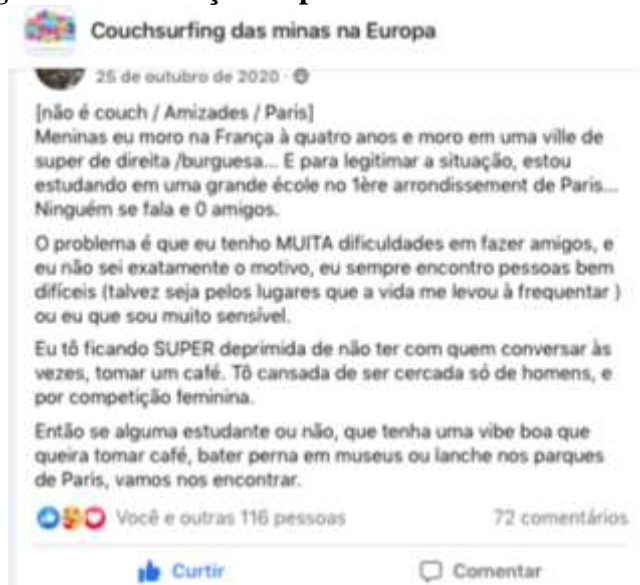 Couchsurfing das minas na Europa
25 de outubro de 2020
[não é couch / Amizades / Paris]
Meninas eu moro na França à quatro anos e moro em uma ville de
super de direita /burguesa... E para legitimar a situação, estou
estudando em uma grande école no 1ère arrondissement de Paris...
Ninguém se fala e 0 amigos.
O problema é que eu tenho MUITA dificuldades em fazer amigos, e
eu não sei exatamente o motivo, eu sempre encontro pessoas bem
difíceis (talvez seja pelos lugares que a vida me levou à frequentar )
ou eu que sou muito sensível.
Eu tô ficando SUPER deprimida de não ter com quem conversar às
vezes, tomar um café. Tô cansada de ser cercada só de homens, e
por competição feminina.
Então se alguma estudante ou não, que tenha uma vibe boa que
queira tomar café, bater perna em museus ou lanche nos parques
de Paris, vamos nos encontrar.
Você e outras 116 pessoas 72 comentários
Curtir Comentar